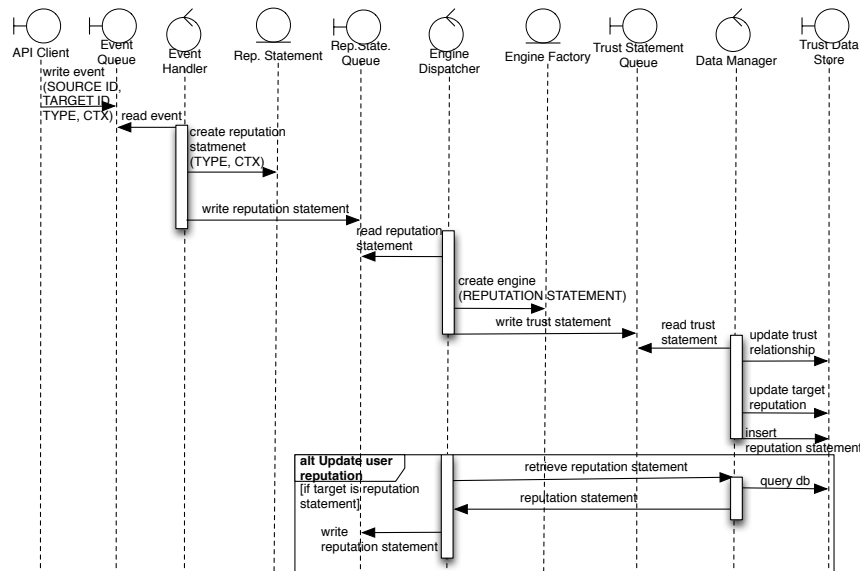 API Client
Event
Queue
Event
Handler
Rep. Statement
Rep.State.
Queue
Engine
Dispatcher
Engine Factory
Trust Statement
Queue
Data Manager
Trust Data
Store
write event
(SOURCE ID,
TARGET ID,
TYPE, CTX)
read event
create reputation
statmenet
(TYPE, CTX)
write reputation statement
read reputation
statement
create engine
(REPUTATION STATEMENT)
write trust statement
read trust
statement
update trust
relationship
update target
reputation
insert
reputation statement
alt Update user
reputation
[if target is reputation
statement]
retrieve reputation statement
query db
reputation statement
write
reputation statement